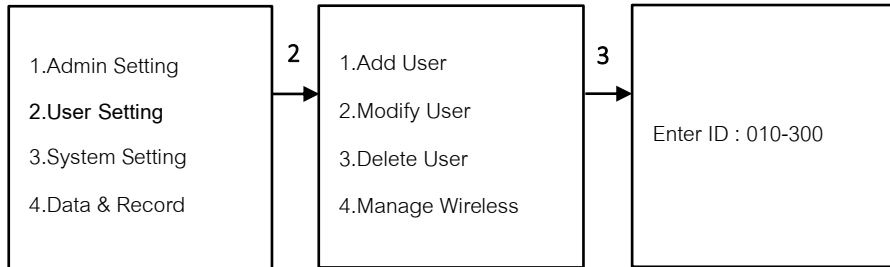 1.Admin Setting
2.User Setting
3.System Setting
4.Data & Record
2
1.Add User
2.Modify User
3.Delete User
4.Manage Wireless
3
Enter ID : 010-300